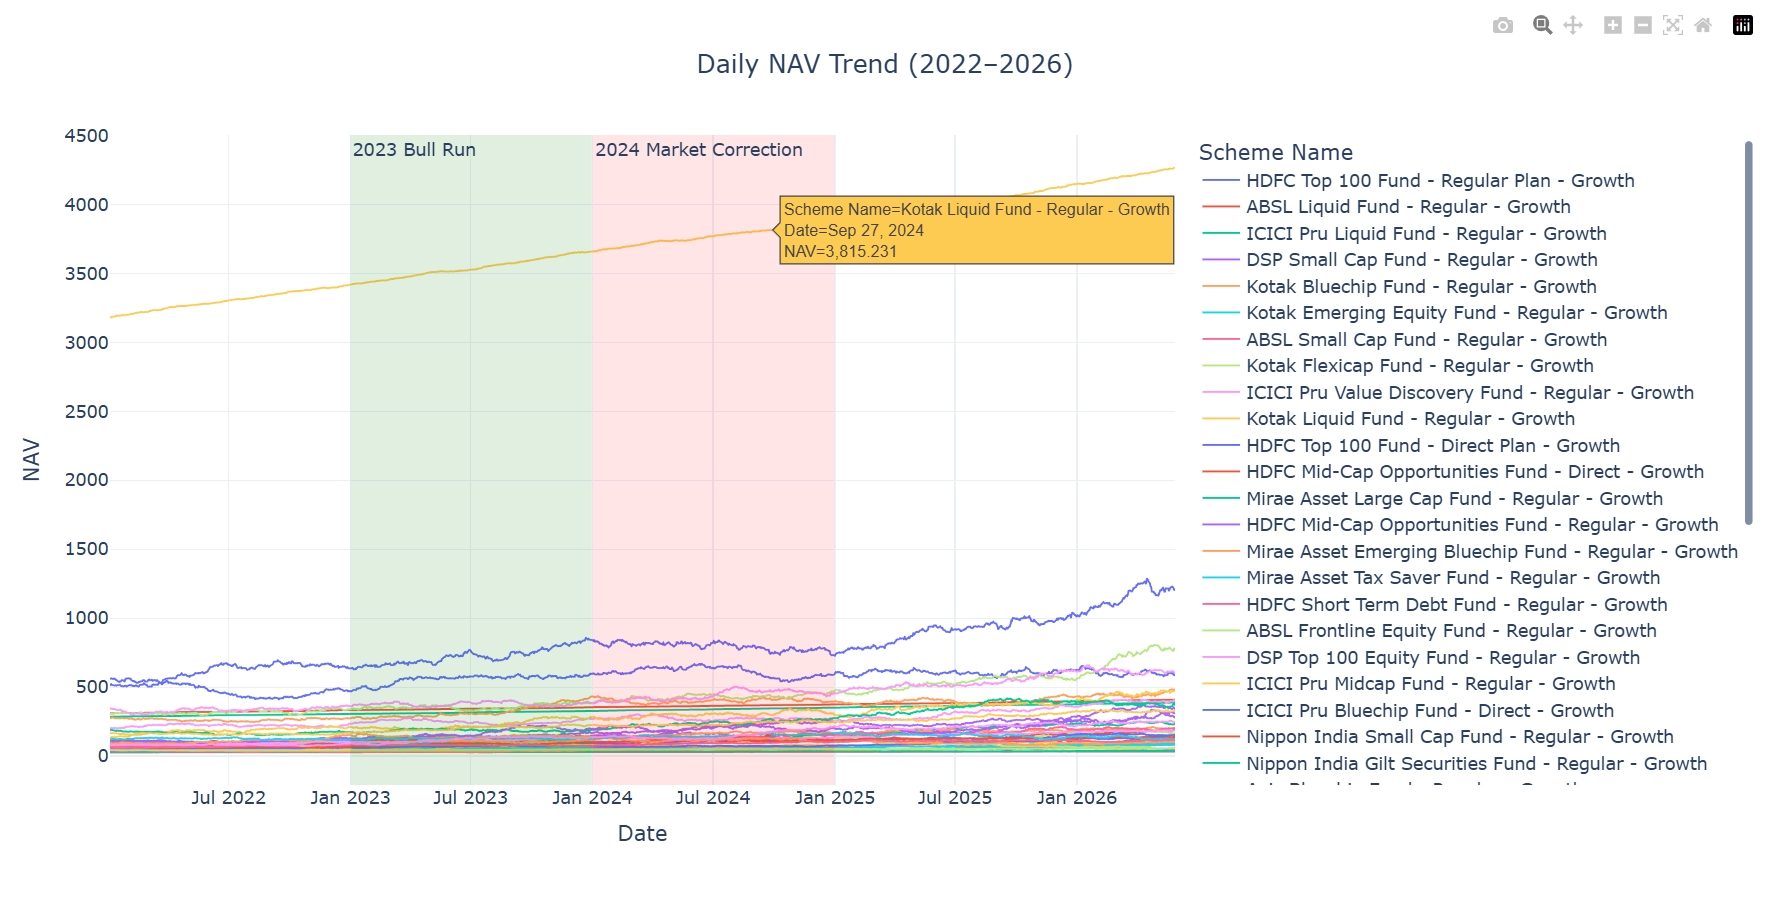 Daily NAV Trend (2022–2026)
4500
4000
3500
3000
2500
2000
1500
1000
500
0
NAV
2023 Bull Run
2024 Market Correction
Scheme Name=Kotak Liquid Fund - Regular - Growth
Date=Sep 27, 2024
NAV=3,815.231
Jul 2022
Jan 2023
Jul 2023
Jan 2024
Jul 2024
Jan 2025
Jul 2025
Jan 2026
Date
Scheme Name
HDFC Top 100 Fund - Regular Plan - Growth
ABSL Liquid Fund - Regular - Growth
ICICI Pru Liquid Fund - Regular - Growth
DSP Small Cap Fund - Regular - Growth
Kotak Bluechip Fund - Regular - Growth
Kotak Emerging Equity Fund - Regular - Growth
ABSL Small Cap Fund - Regular - Growth
Kotak Flexicap Fund - Regular - Growth
ICICI Pru Value Discovery Fund - Regular - Growth
Kotak Liquid Fund - Regular - Growth
HDFC Top 100 Fund - Direct Plan - Growth
HDFC Mid-Cap Opportunities Fund - Direct - Growth
Mirae Asset Large Cap Fund - Regular - Growth
HDFC Mid-Cap Opportunities Fund - Regular - Growth
Mirae Asset Emerging Bluechip Fund - Regular - Growth
Mirae Asset Tax Saver Fund - Regular - Growth
HDFC Short Term Debt Fund - Regular - Growth
ABSL Frontline Equity Fund - Regular - Growth
DSP Top 100 Equity Fund - Regular - Growth
ICICI Pru Midcap Fund - Regular - Growth
ICICI Pru Bluechip Fund - Direct - Growth
Nippon India Small Cap Fund - Regular - Growth
Nippon India Gilt Securities Fund - Regular - Growth